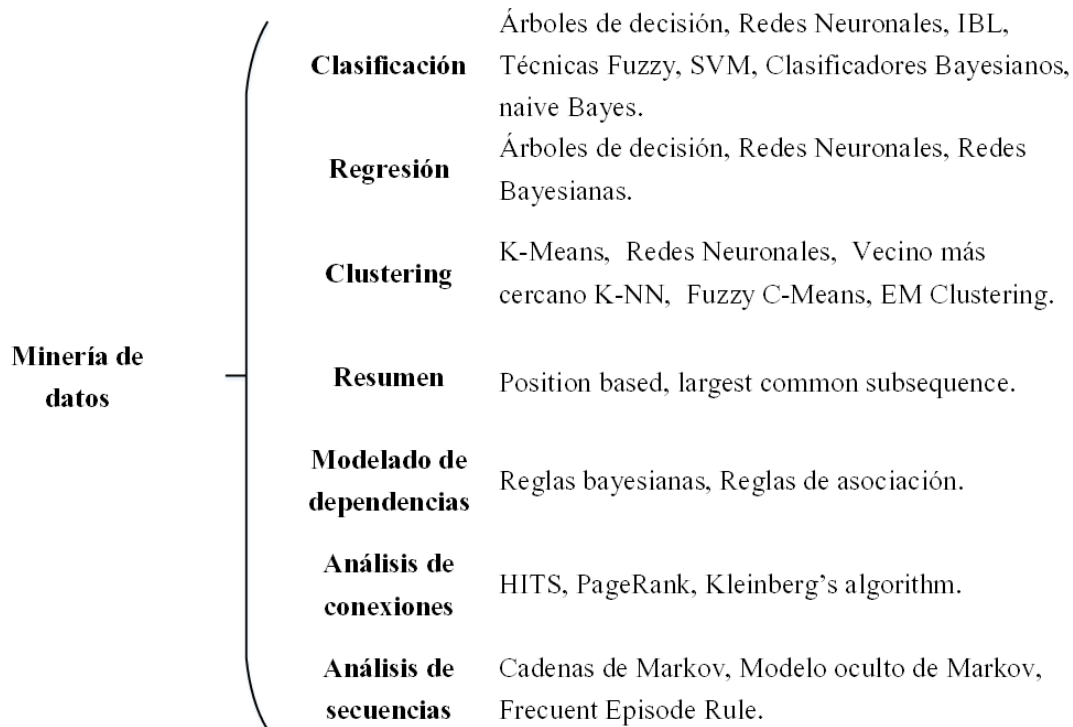 Minería de
datos
Clasificación
Árboles de decisión, Redes Neuronales, IBL,
Técnicas Fuzzy, SVM, Clasificadores Bayesianos,
naive Bayes.
Regresión
Árboles de decisión, Redes Neuronales, Redes
Bayesianas.
Clustering
K-Means, Redes Neuronales, Vecino más
cercano K-NN, Fuzzy C-Means, EM Clustering.
Resumen
Position based, largest common subsequence.
Modelado de
dependencias
Reglas bayesianas, Reglas de asociación.
Análisis de
conexiones
HITS, PageRank, Kleinberg’s algorithm.
Análisis de
secuencias
Cadenas de Markov, Modelo oculto de Markov,
Frecuent Episode Rule.